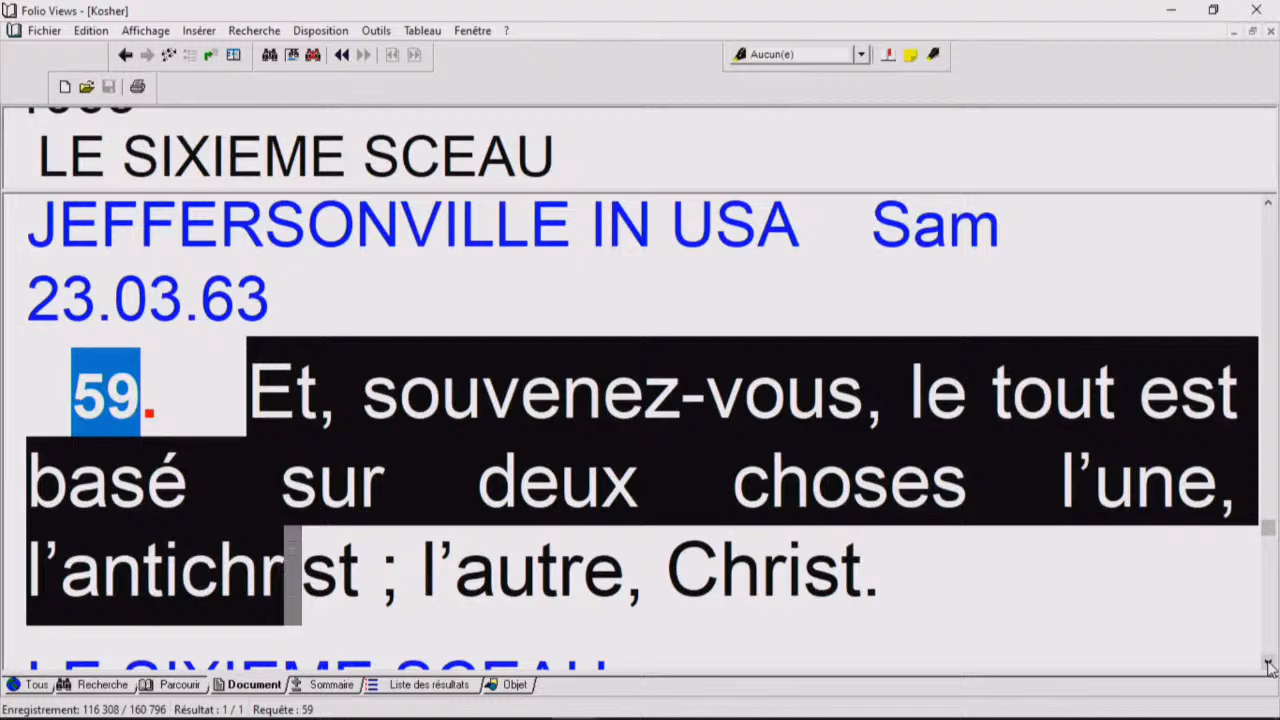 Folio Views - [Kosher]
Fichier Edition Affichage Insérer Recherche Disposition Outils Tableau Fenêtre ?
Aucun(e)
LE SIXIEME SCEAU
JEFFERSONVILLE IN USA Sam
23.03.63
59. Et, souvenez-vous, le tout est
basé sur deux choses l’une,
l’antichrist ; l’autre, Christ.
LE SIXIEME SCEAU
Tous Recherche Parcourir Document Sommaire Liste des résultats Objet
Enregistrement: 116 308 / 160 796 Résultat : 1 / 1 Requête : 59